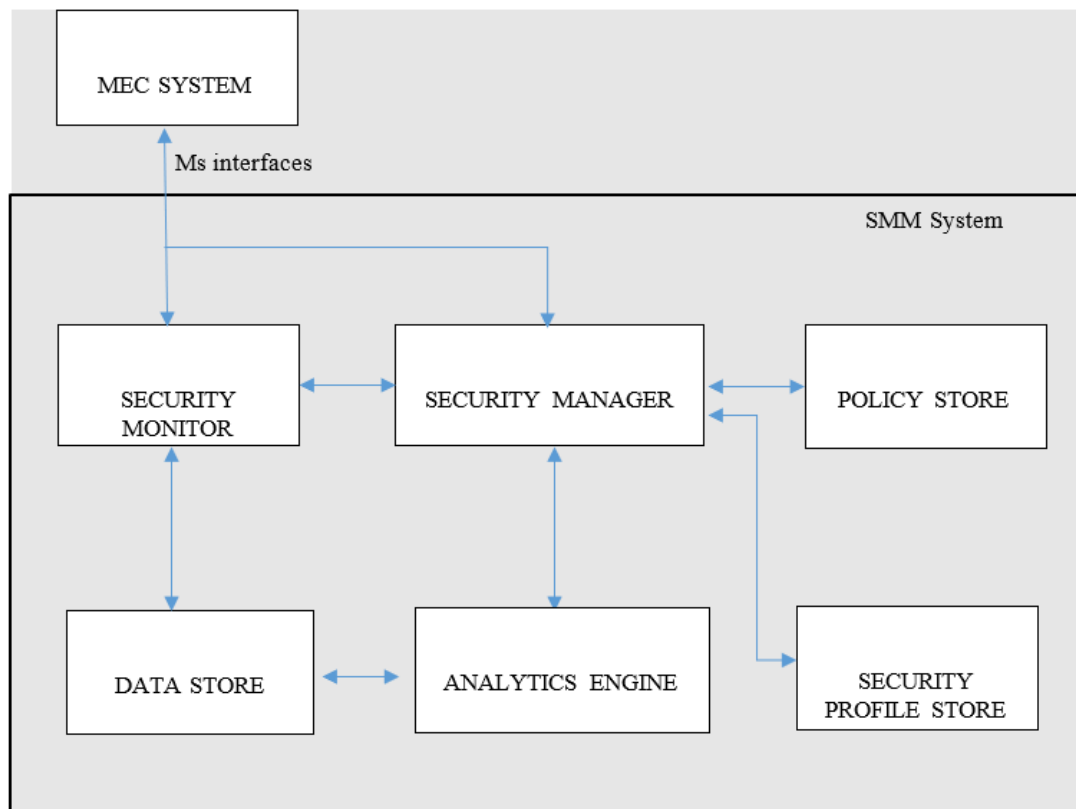 MEC SYSTEM
Ms interfaces
SMM System
SECURITY
MONITOR
SECURITY MANAGER
POLICY STORE
DATA STORE
ANALYTICS ENGINE
SECURITY
PROFILE STORE